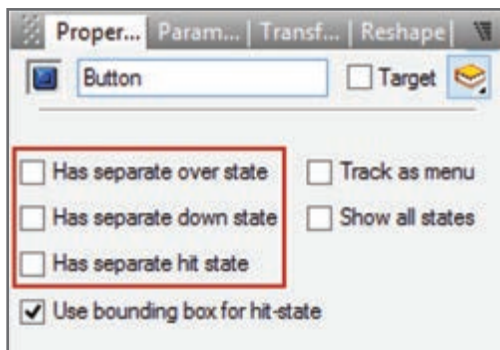 Proper... Param... Transf... Reshape
Button Target
Has separate over state Track as menu
Has separate down state Show all states
Has separate hit state
Use bounding box for hit-state